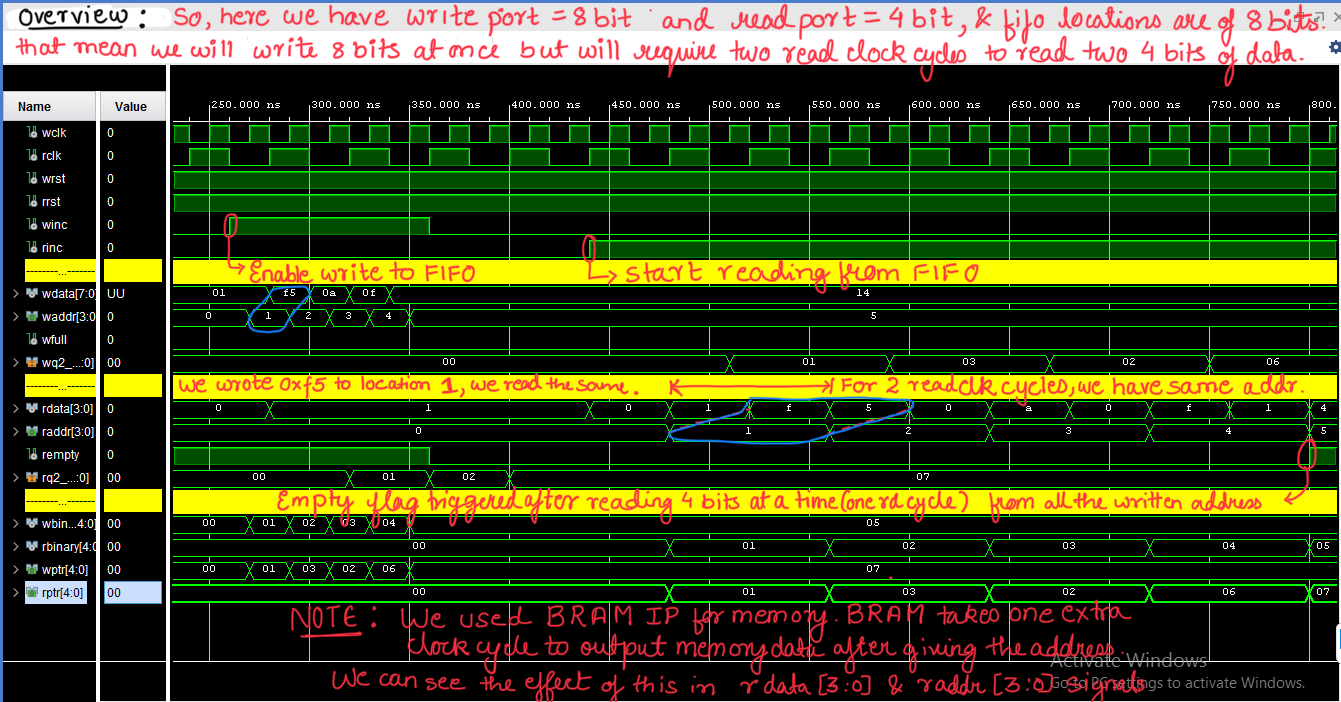 Overview : So, here we have write port = 8 bit and read port = 4 bit, & fifo locations are of 8 bits.
that mean we will write 8 bits at once but will require two read clock cycles to read two 4 bits of data.
Name Value 250.000 ns 300.000 ns 350.000 ns 400.000 ns 450.000 ns 500.000 ns 550.000 ns 600.000 ns 650.000 ns 700.000 ns 750.000 ns 800.
wclk 0
rclk 0
wrst 0
rrst 0
winc 0
rinc 0
--------...------- Enable write to FIFO start reading from FIFO
wdata[7:0] UU 01 f5 0a 0f 14
waddr[3:0 0 0 1 2 3 4 5
wfull 0
wq2_...:0] 00 00 01 03 02 06
--------...------- We wrote 0xf5 to location 1, we read the same. For 2 readclk cycles, we have same addr.
rdata[3:0] 0 0 1 0 1 f 5 0 a 0 f 1 4
raddr[3:0] 0 0 1 2 3 4 5
rempty 0
rq2_...:0] 00 00 01 02 07
--------...------- Empty flag triggered after reading 4 bits at a time (one rd cycle) from all the written address
wbin...4:0] 00 00 01 02 03 04 05
rbinary[4:0 00 00 01 02 03 04 05
wptr[4:0] 00 00 01 03 02 06 07
rptr[4:0] 00 00 01 03 02 06 07
NOTE : We used BRAM IP for memory. BRAM takes one extra
clock cycle to output memory data after giving the address.
Activate Windows
We can see the effect of this in rdata [3:0] & raddr [3:0] signals
Go to PC settings to activate Windows.